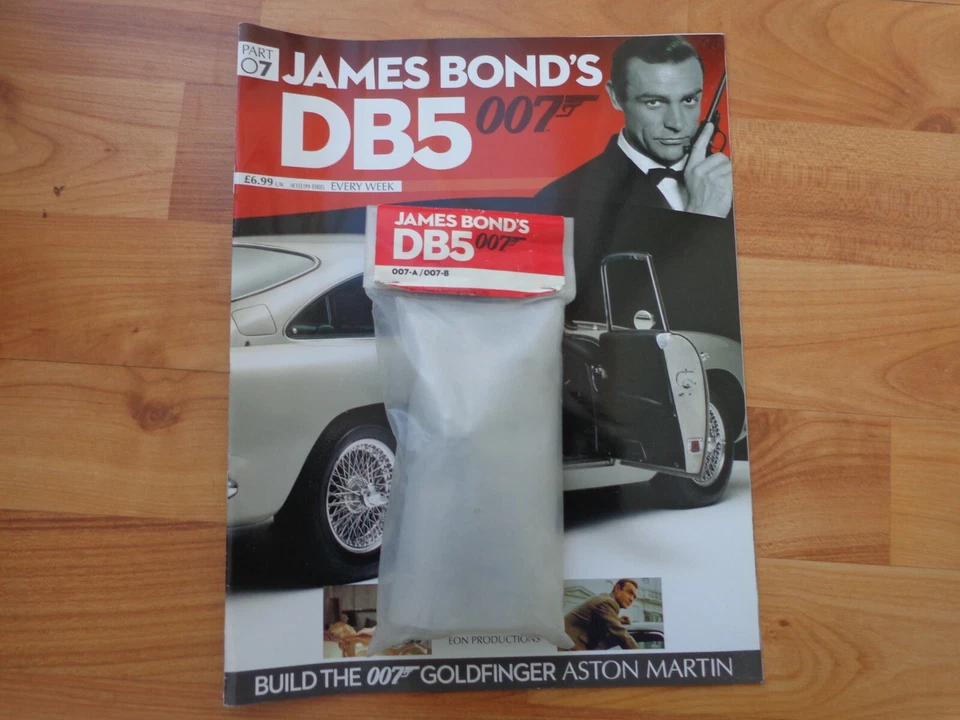 PART
07
JAMES BOND'S
DB5 007
£6.99 EVERY WEEK
JAMES BOND'S
DB5 007
007-A/007-B
EON PRODUCTIONS
BUILD THE 007 GOLDFINGER ASTON MARTIN